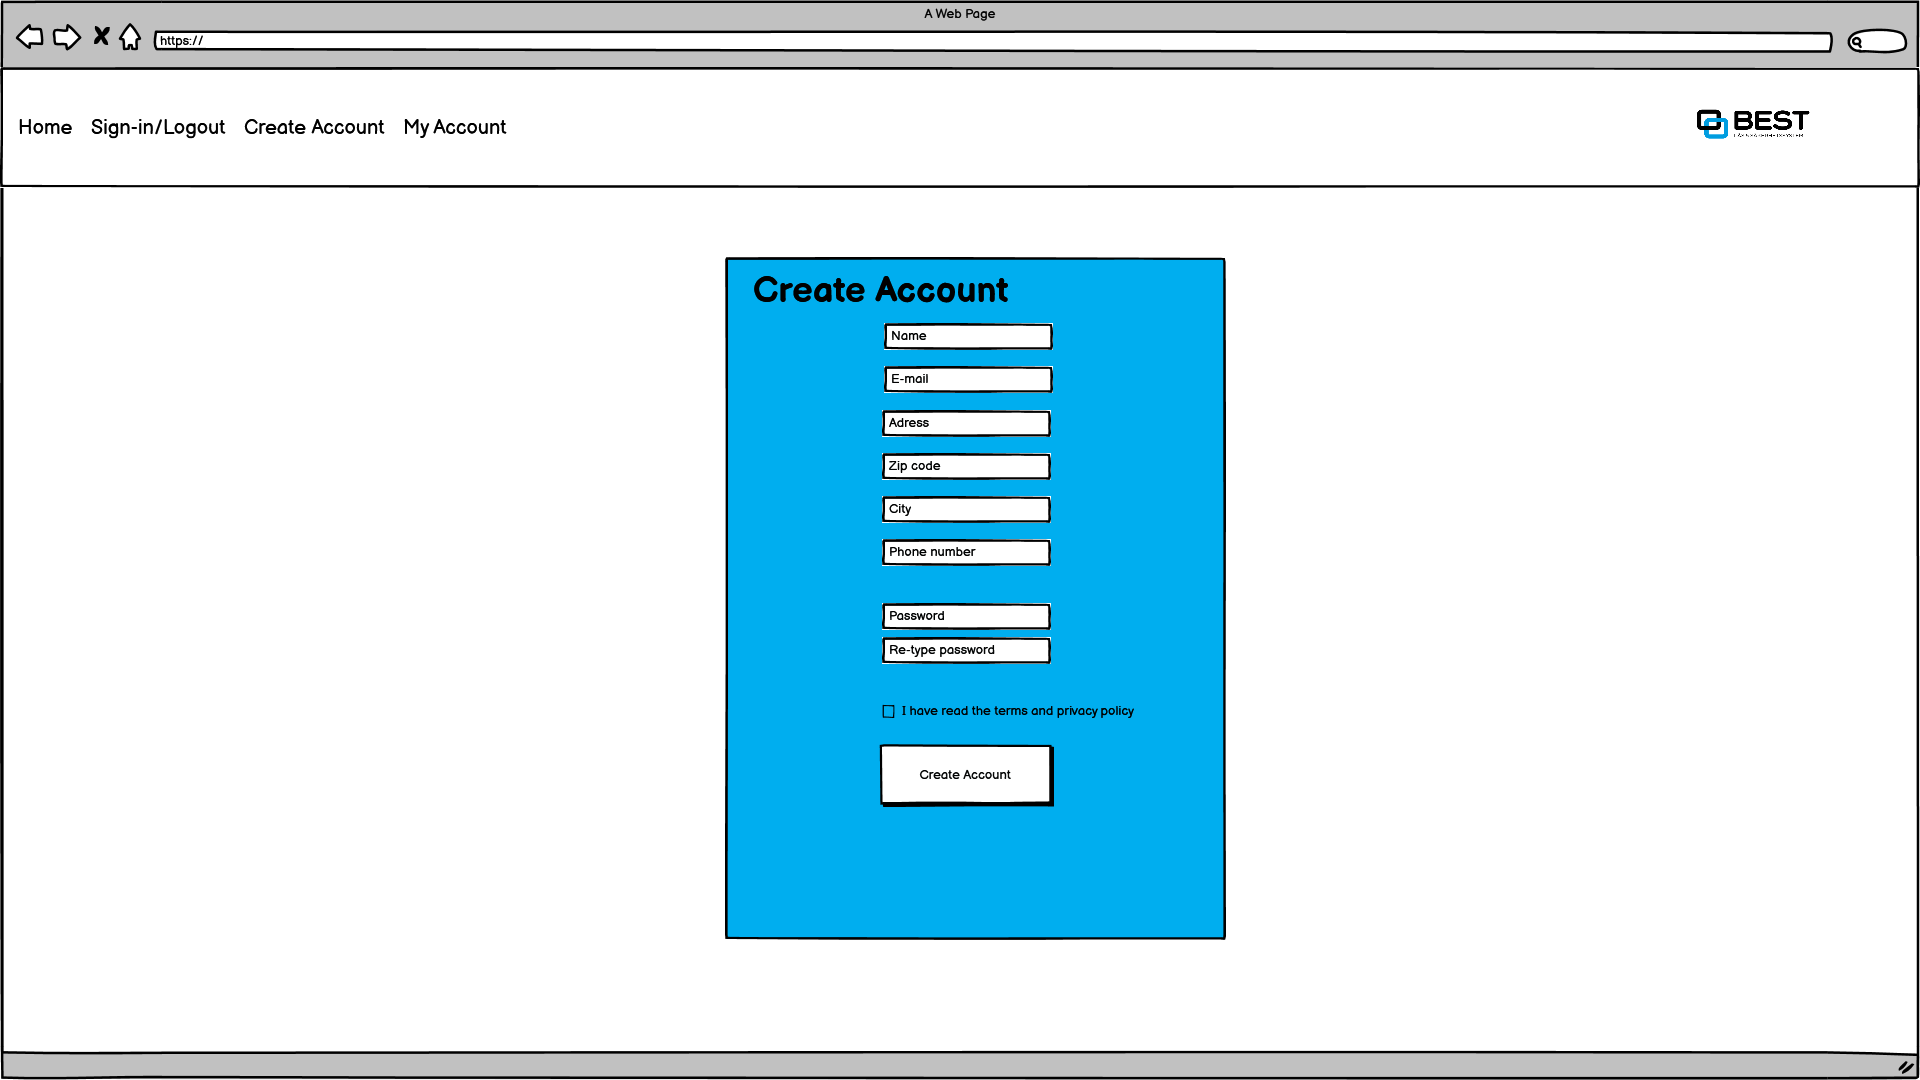 A Web Page
https://
Home Sign-in/Logout Create Account My Account
BEST
Create Account
Name
E-mail
Adress
Zip code
City
Phone number
Password
Re-type password
I have read the terms and privacy policy
Create Account